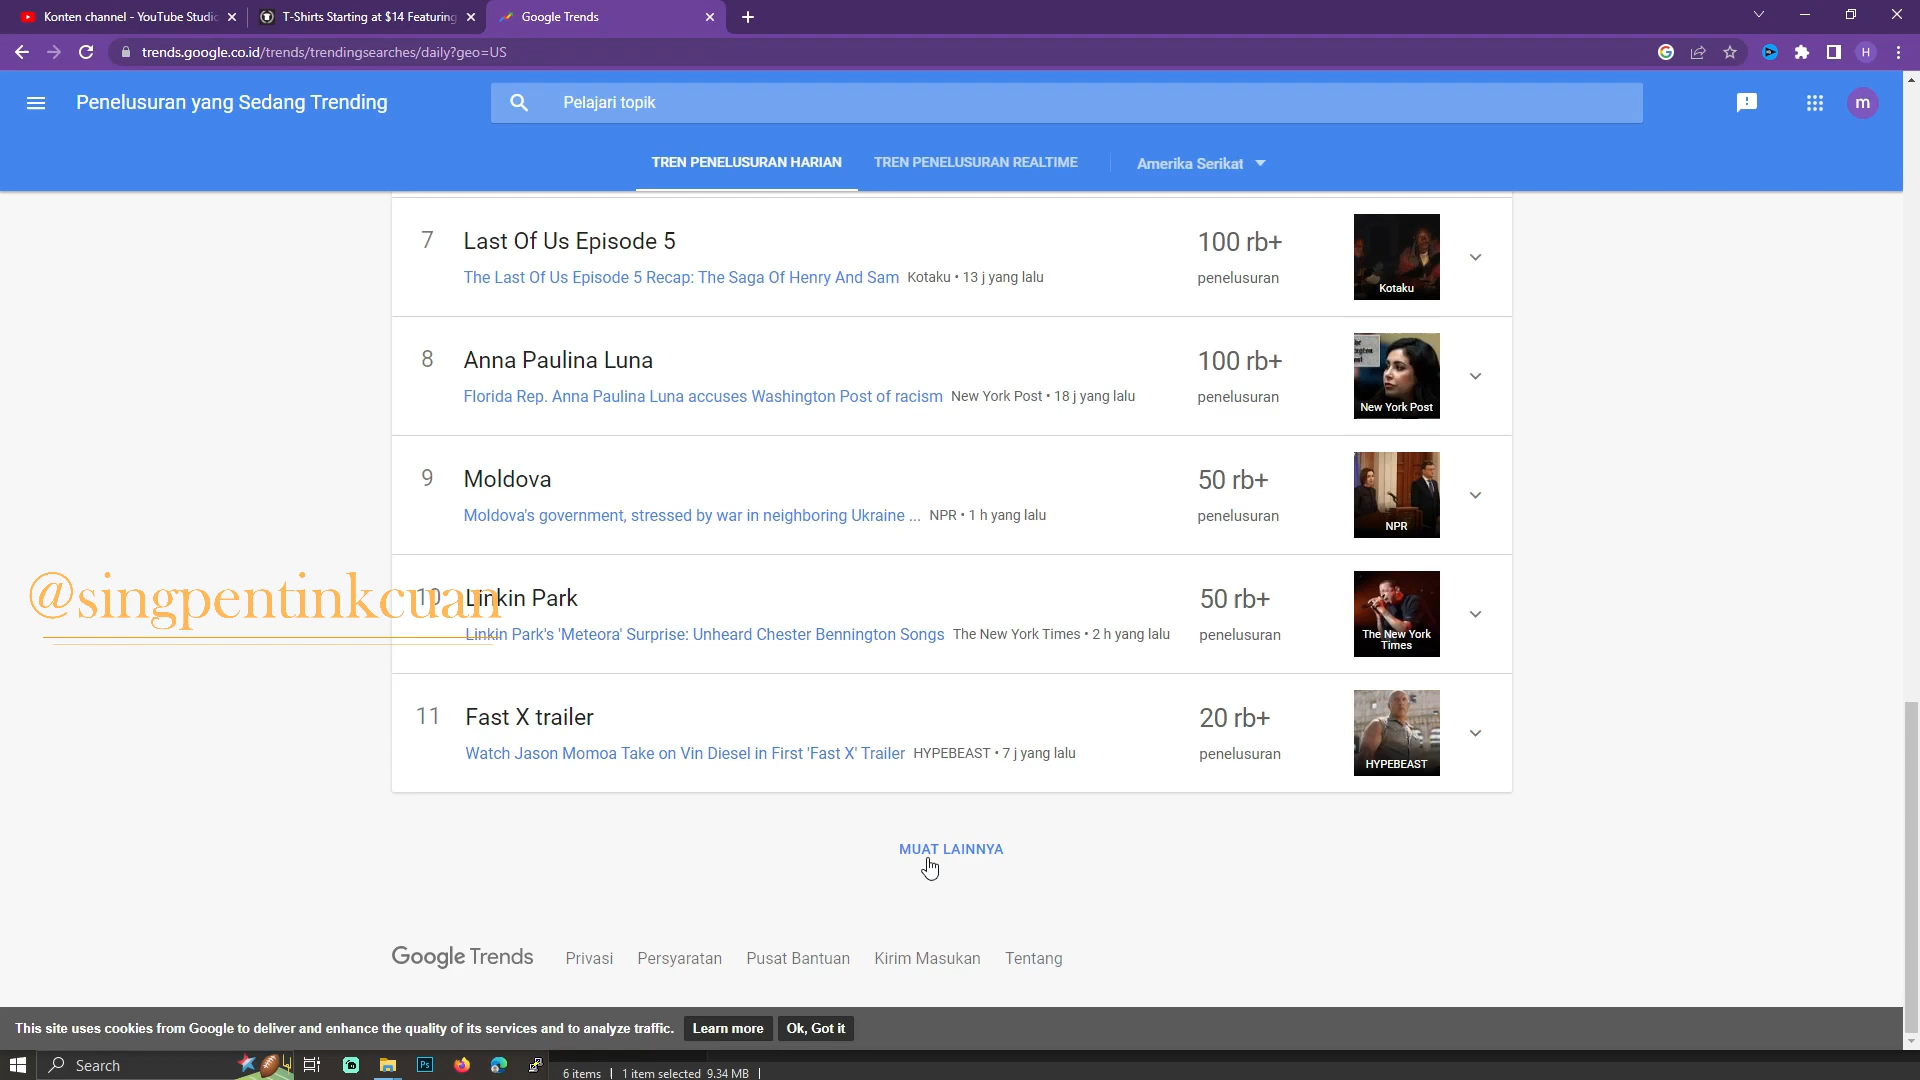 Konten channel - YouTube Studio
T-Shirts Starting at $14 Featuring
Google Trends
trends.google.co.id/trends/trendingsearches/daily?geo=US
H
Penelusuran yang Sedang Trending
Pelajari topik
m
TREN PENELUSURAN HARIAN
TREN PENELUSURAN REALTIME
Amerika Serikat
7
Last Of Us Episode 5
100 rb+
The Last Of Us Episode 5 Recap: The Saga Of Henry And Sam Kotaku • 13 j yang lalu
penelusuran
Kotaku
8
Anna Paulina Luna
100 rb+
Florida Rep. Anna Paulina Luna accuses Washington Post of racism New York Post • 18 j yang lalu
penelusuran
New York Post
9
Moldova
50 rb+
Moldova's government, stressed by war in neighboring Ukraine ... NPR • 1 h yang lalu
penelusuran
NPR
@singpentinkcuan
10
Linkin Park
50 rb+
Linkin Park's 'Meteora' Surprise: Unheard Chester Bennington Songs The New York Times • 2 h yang lalu
penelusuran
The New York
Times
11
Fast X trailer
20 rb+
Watch Jason Momoa Take on Vin Diesel in First 'Fast X' Trailer HYPEBEAST • 7 j yang lalu
penelusuran
HYPEBEAST
MUAT LAINNYA
Google Trends
Privasi
Persyaratan
Pusat Bantuan
Kirim Masukan
Tentang
This site uses cookies from Google to deliver and enhance the quality of its services and to analyze traffic.
Learn more
Ok, Got it
Search
Ps
6 items
1 item selected 9.34 MB